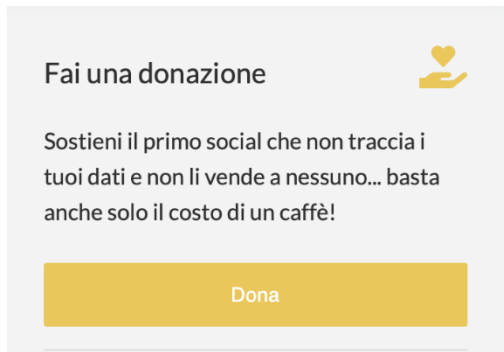 Fai una donazione
Sostieni il primo social che non traccia i
tuoi dati e non li vende a nessuno... basta
anche solo il costo di un caffè!
Dona